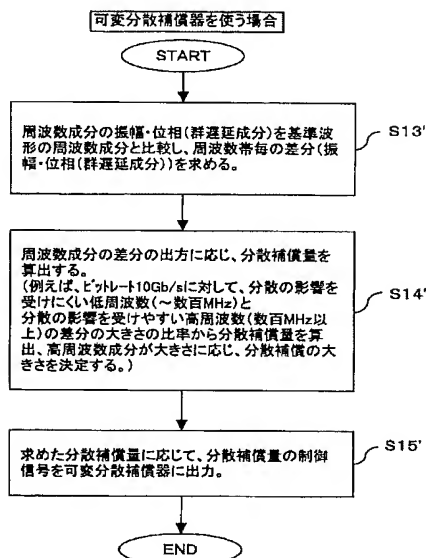 可変分散補償器を使う場合
START
周波数成分の振幅・位相(群遅延成分)を基準波
形の周波数成分と比較し、周波数帯毎の差分(振
幅・位相(群遅延成分))を求める。
S13'
周波数成分の差分の出方に応じ、分散補償量を
算出する。
(例えば、ビットレート10Gb/sに対して、分散の影響を
受けにくい低周波数(~数百MHz)と
分散の影響を受けやすい高周波数(数百MHz以
上)の差分の大きさの比率から分散補償量を算
出、高周波数成分が大きさに応じ、分散補償の大
きさを決定する。)
S14'
求めた分散補償量に応じて、分散補償量の制御
信号を可変分散補償器に出力。
S15'
END